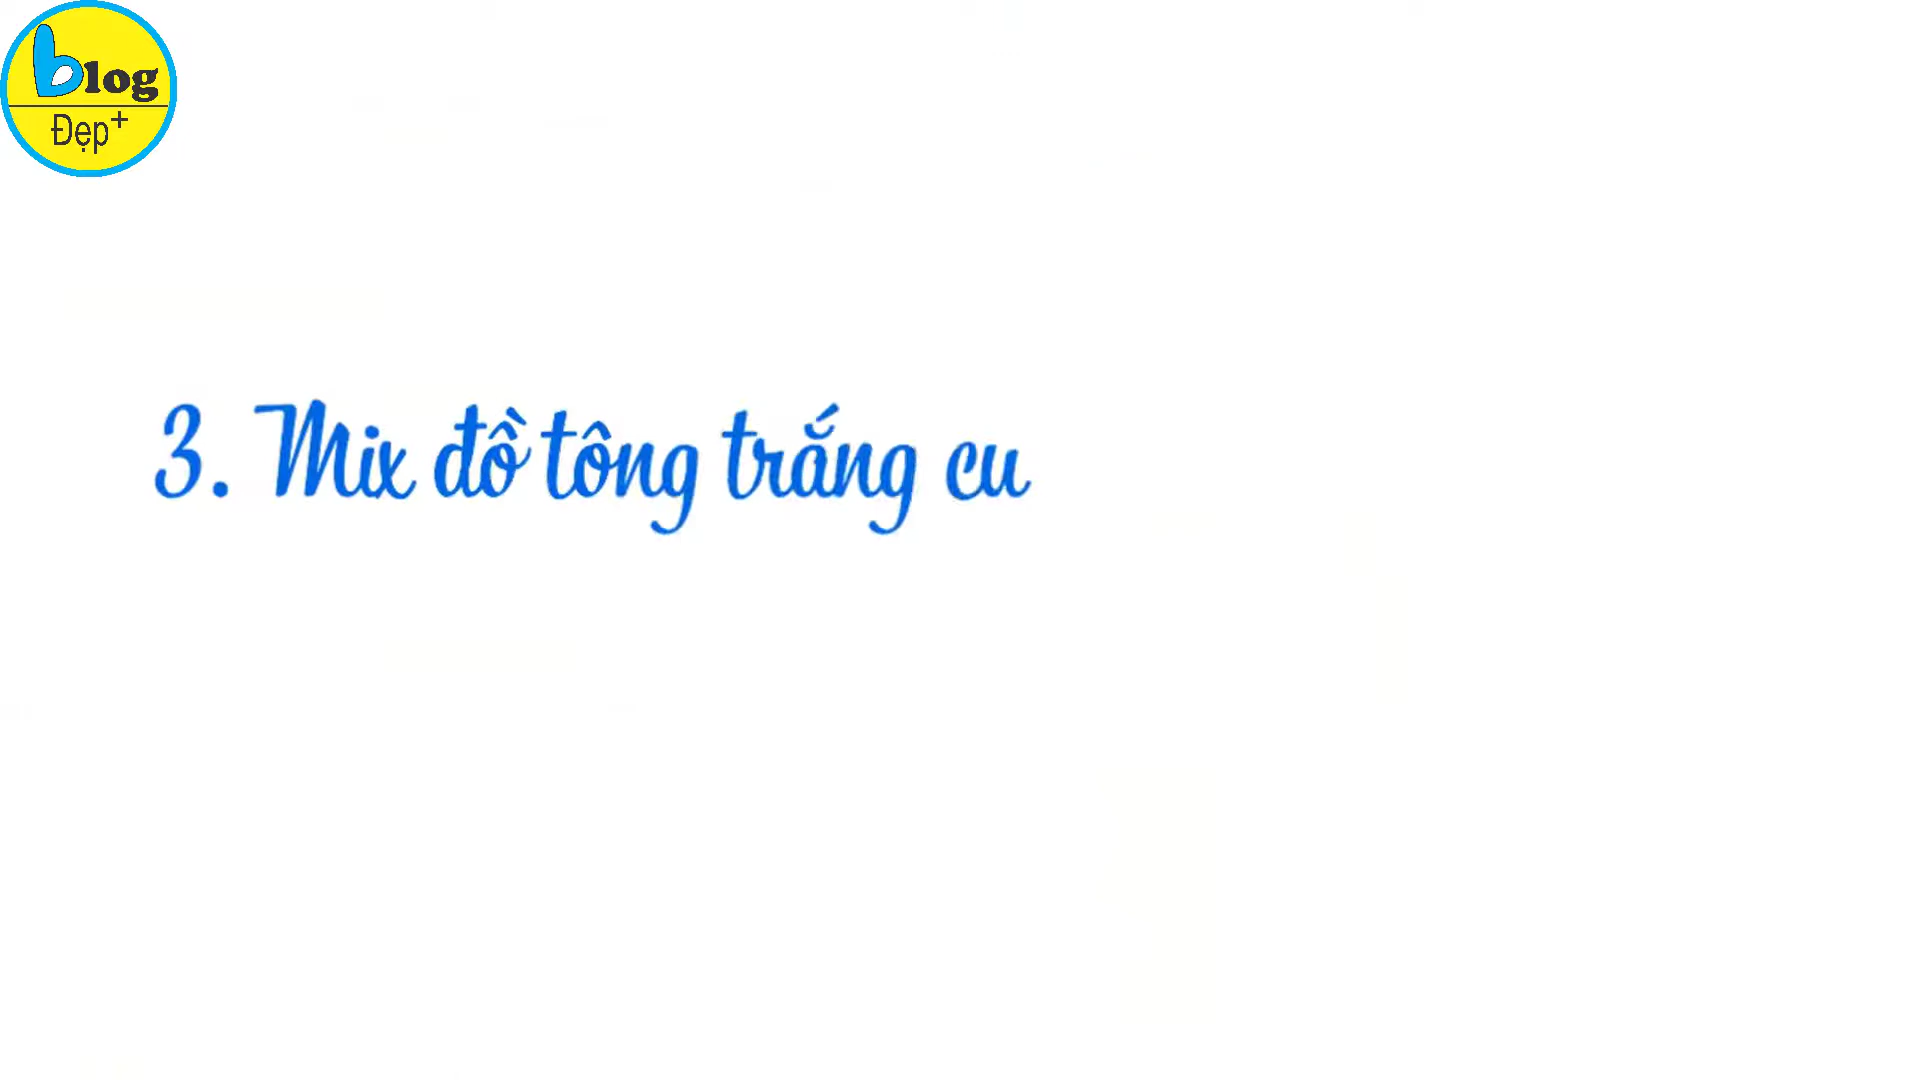 blog
Đẹp+
3. Mix đồ tông trắng cu